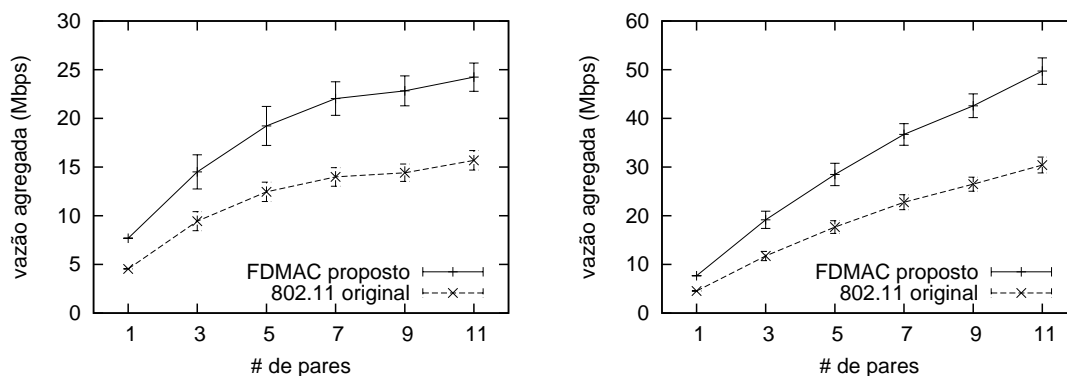 vazão agregada (Mbps)
30
25
20
15
10
5
0
FDMAC proposto
802.11 original
1 3 5 7 9 11
# de pares
vazão agregada (Mbps)
60
50
40
30
20
10
0
FDMAC proposto
802.11 original
1 3 5 7 9 11
# de pares